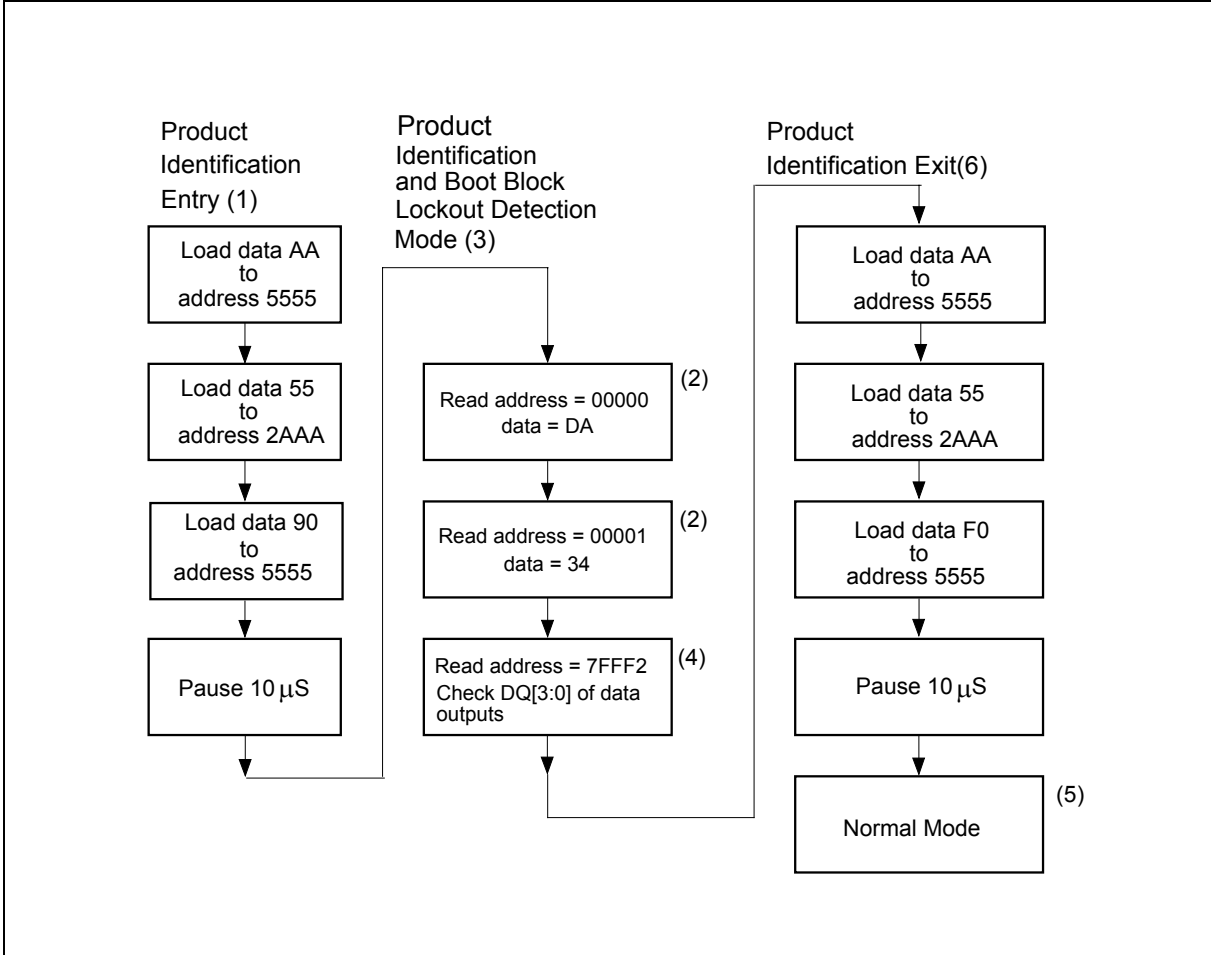 Product
Identification
Entry (1)
Load data AA
to
address 5555
Load data 55
to
address 2AAA
Load data 90
to
address 5555
Pause 10 μS
Product
Identification
and Boot Block
Lockout Detection
Mode (3)
Read address = 00000
data = DA
(2)
Read address = 00001
data = 34
(2)
Read address = 7FFF2
Check DQ[3:0] of data
outputs
(4)
Product
Identification Exit(6)
Load data AA
to
address 5555
Load data 55
to
address 2AAA
Load data F0
to
address 5555
Pause 10 μS
Normal Mode
(5)